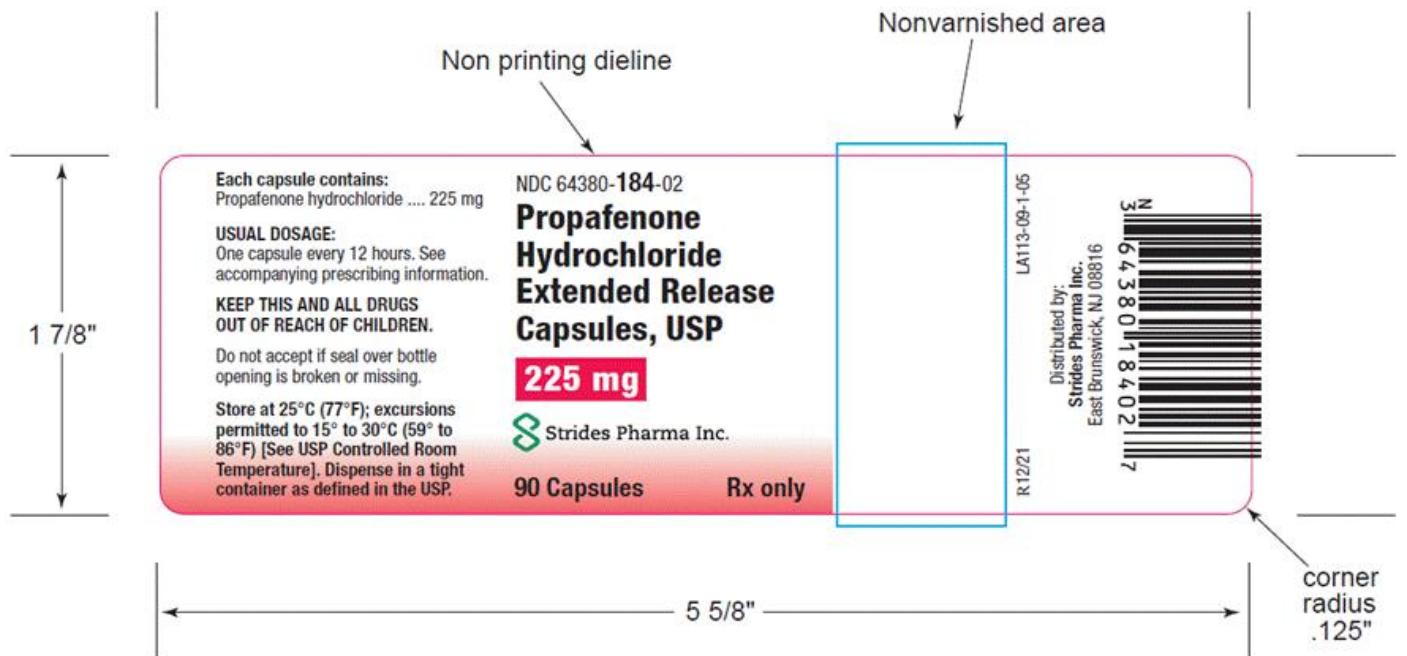 Nonvarnished area
Non printing dieline
1 7/8"
Each capsule contains:
Propafenone hydrochloride .... 225 mg
USUAL DOSAGE:
One capsule every 12 hours. See
accompanying prescribing information.
KEEP THIS AND ALL DRUGS
OUT OF REACH OF CHILDREN.
Do not accept if seal over bottle
opening is broken or missing.
Store at 25°C (77°F); excursions
permitted to 15° to 30°C (59° to
86°F) [See USP Controlled Room
Temperature]. Dispense in a tight
container as defined in the USP.
NDC 64380-184-02
Propafenone
Hydrochloride
Extended Release
Capsules, USP
225 mg
Strides Pharma Inc.
90 Capsules Rx only
R12/21 LA113-09-1-05
Distributed by:
Strides Pharma Inc.
East Brunswick, NJ 08816
N
3 64380 18402 7
5 5/8"
corner
radius
.125"